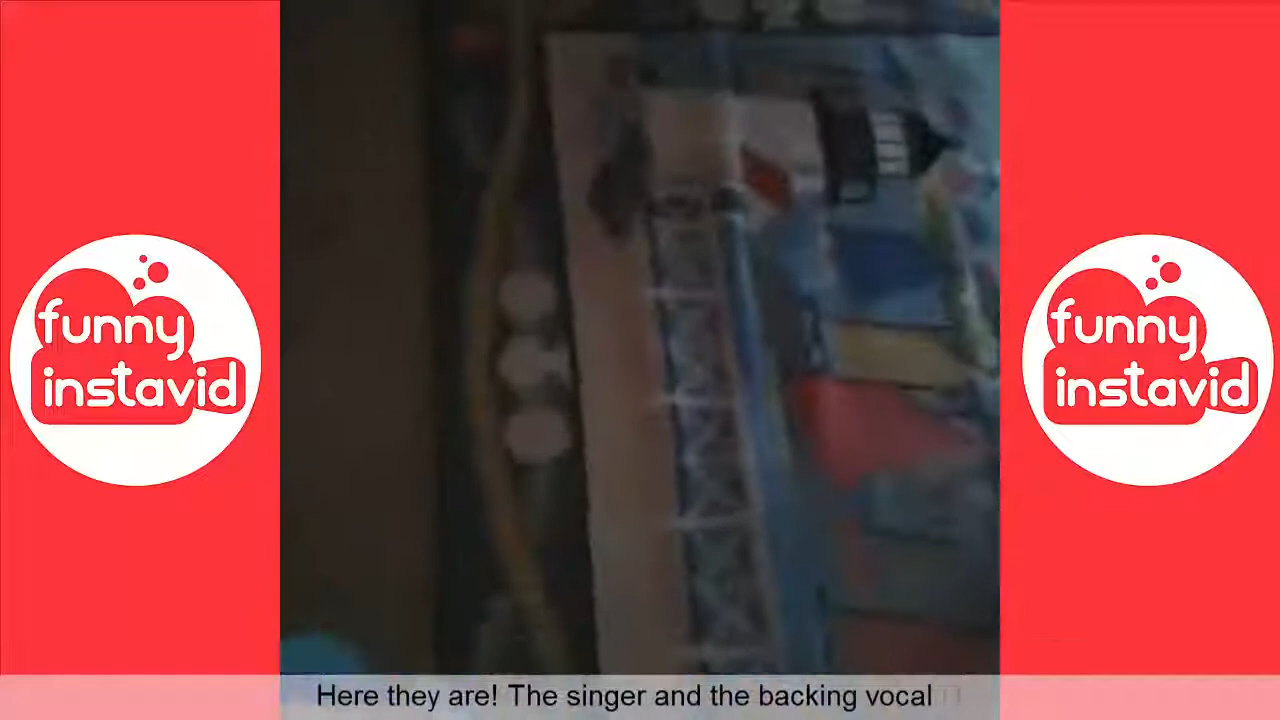 funny
instavid
funny
instavid
Here they are! The singer and the backing vocal